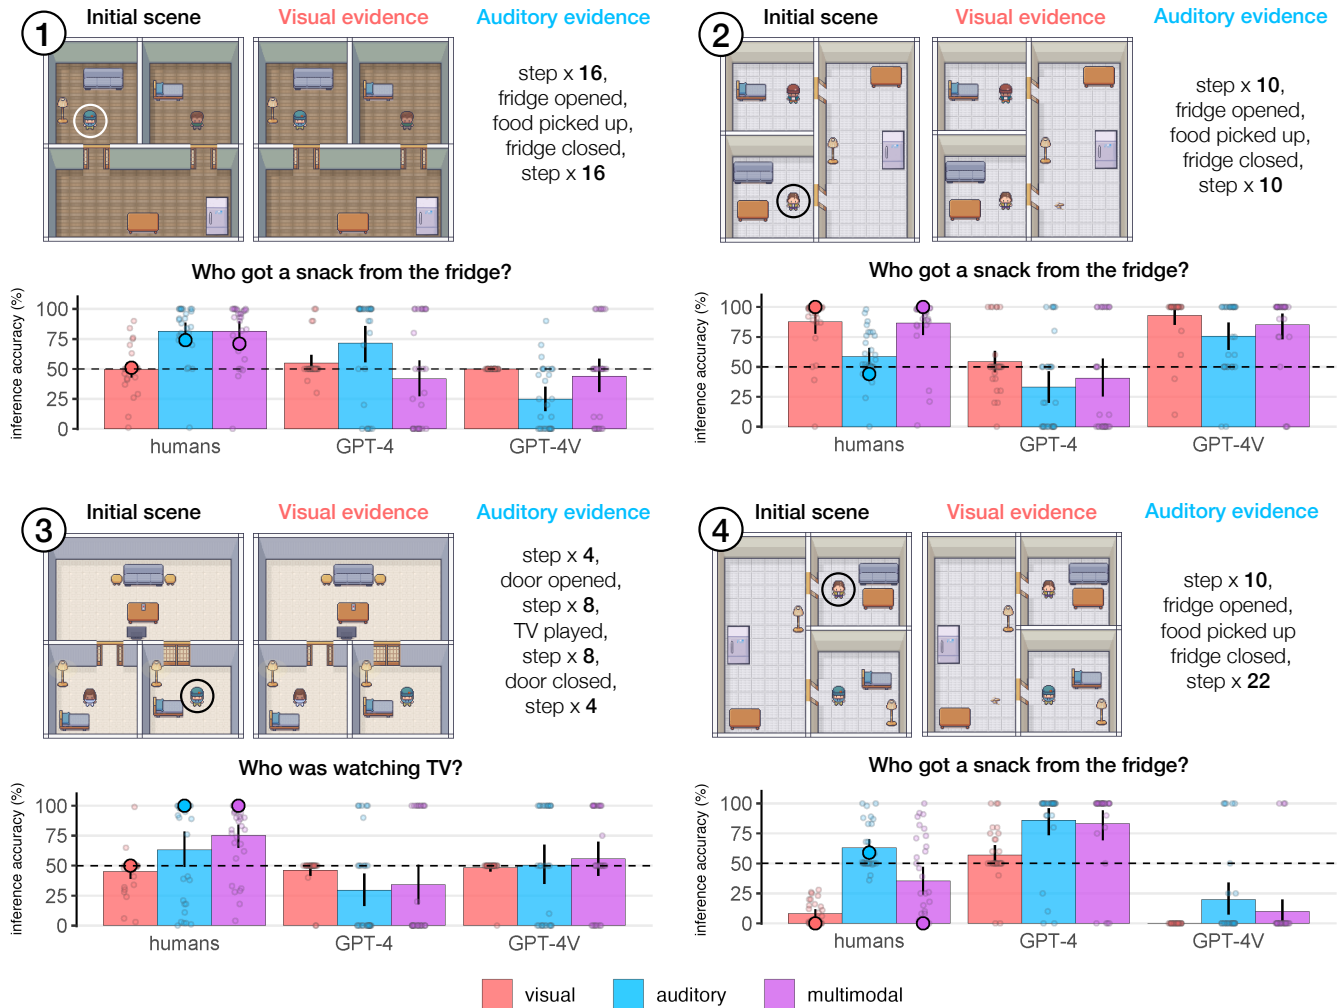 1
Initial scene
Visual evidence
Auditory evidence
step x 16,
fridge opened,
food picked up,
fridge closed,
step x 16
Who got a snack from the fridge?
inference accuracy (%)
100
75
50
25
0
humans
GPT-4
GPT-4V
2
Initial scene
Visual evidence
Auditory evidence
step x 10,
fridge opened,
food picked up,
fridge closed,
step x 10
Who got a snack from the fridge?
inference accuracy (%)
100
75
50
25
0
humans
GPT-4
GPT-4V
3
Initial scene
Visual evidence
Auditory evidence
step x 4,
door opened,
step x 8,
TV played,
step x 8,
door closed,
step x 4
Who was watching TV?
inference accuracy (%)
100
75
50
25
0
humans
GPT-4
GPT-4V
4
Initial scene
Visual evidence
Auditory evidence
step x 10,
fridge opened,
food picked up
fridge closed,
step x 22
Who got a snack from the fridge?
inference accuracy (%)
100
75
50
25
0
humans
GPT-4
GPT-4V
visual
auditory
multimodal